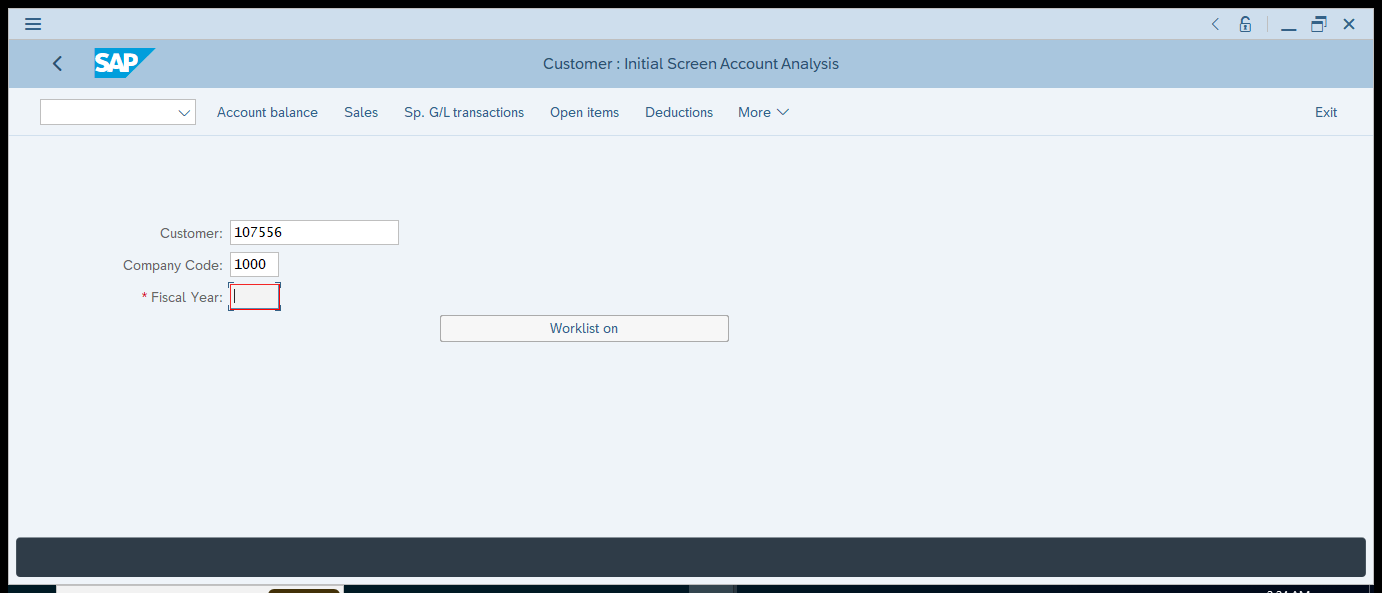 SAP
Customer : Initial Screen Account Analysis
Account balance Sales Sp. G/L transactions Open items Deductions More Exit
Customer: 107556
Company Code: 1000
* Fiscal Year:
Worklist on